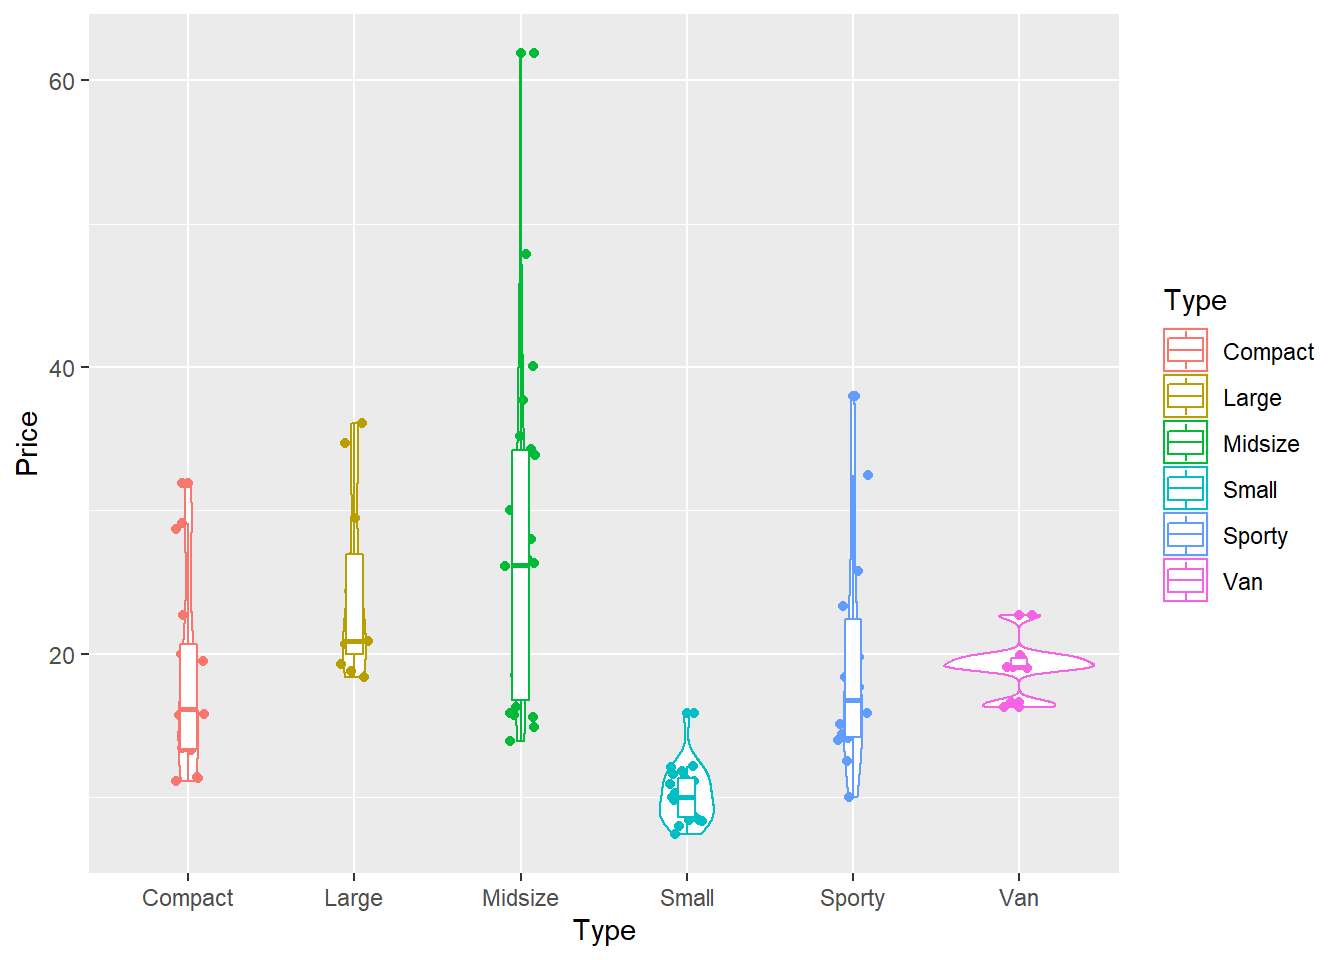 60
40
20
Price
Compact
Large
Midsize
Small
Sporty
Van
Type
Type
Compact
Large
Midsize
Small
Sporty
Van